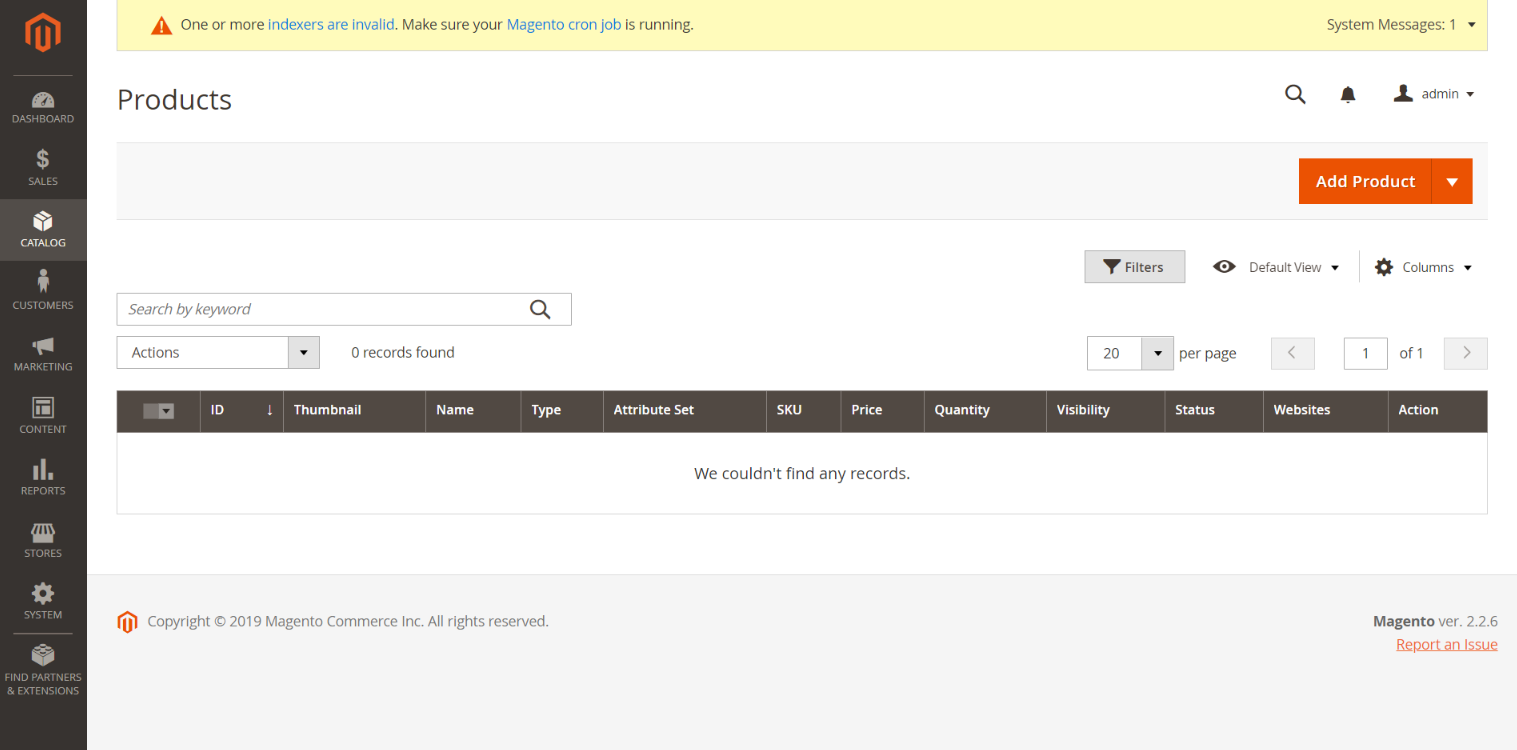 One or more indexers are invalid. Make sure your Magento cron job is running.
System Messages: 1
Products
admin
DASHBOARD
SALES
CATALOG
CUSTOMERS
MARKETING
CONTENT
REPORTS
STORES
SYSTEM
FIND PARTNERS
& EXTENSIONS
Add Product
Filters
Default View
Columns
Search by keyword
Actions
0 records found
20
per page
1
of 1
ID ↓ Thumbnail Name Type Attribute Set SKU Price Quantity Visibility Status Websites Action
We couldn't find any records.
Copyright © 2019 Magento Commerce Inc. All rights reserved.
Magento ver. 2.2.6
Report an Issue